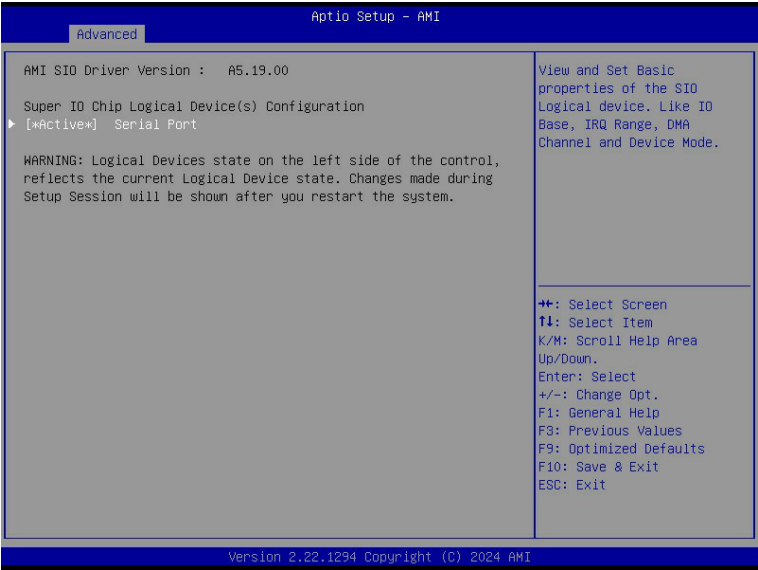 Aptio Setup – AMI
Advanced
AMI SIO Driver Version :   A5.19.00
Super IO Chip Logical Device(s) Configuration
[*Active*]  Serial Port
WARNING: Logical Devices state on the left side of the control,
reflects the current Logical Device state. Changes made during
Setup Session will be shown after you restart the system.
View and Set Basic
properties of the SIO
Logical device. Like IO
Base, IRQ Range, DMA
Channel and Device Mode.
→←: Select Screen
↑↓: Select Item
K/M: Scroll Help Area
Up/Down.
Enter: Select
+/-: Change Opt.
F1: General Help
F3: Previous Values
F9: Optimized Defaults
F10: Save & Exit
ESC: Exit
Version 2.22.1294 Copyright (C) 2024 AMI